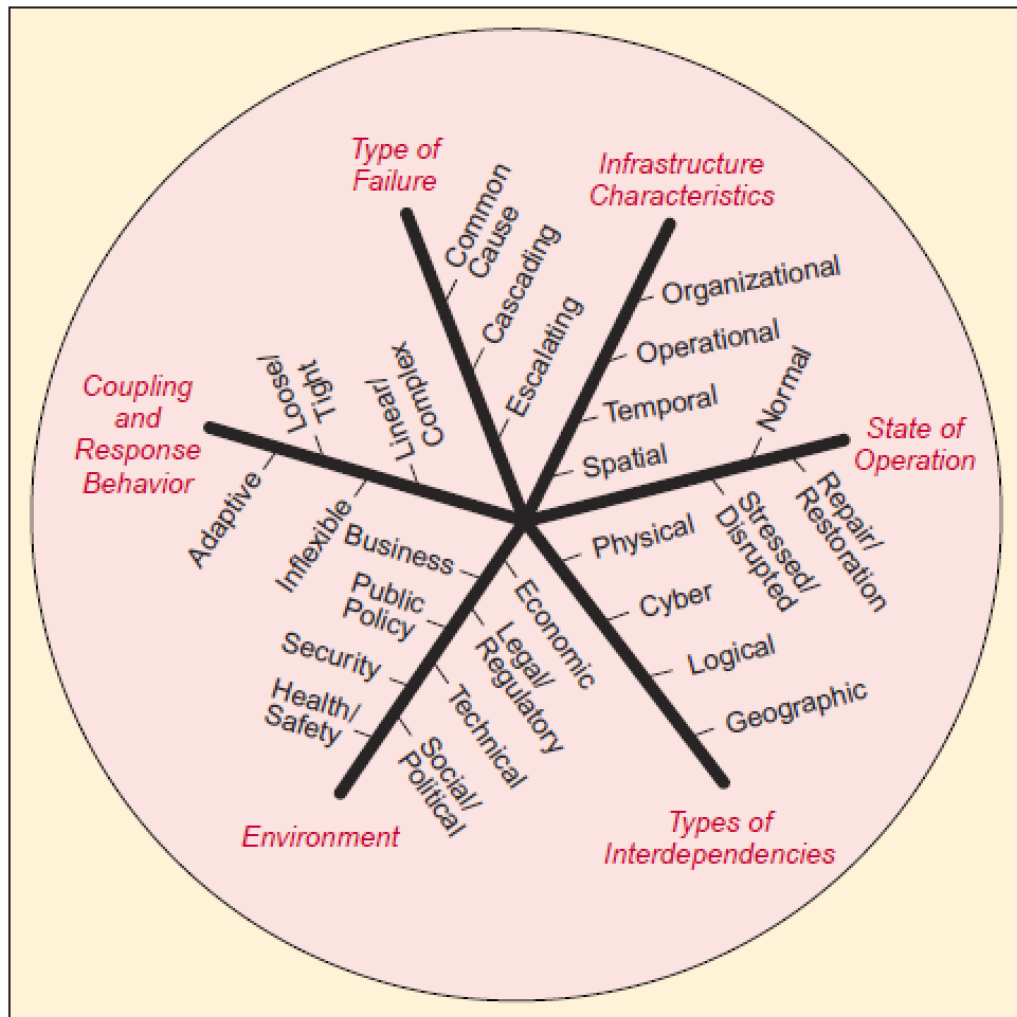 Type of
Failure
Common
Cause
Cascading
Escalating
Infrastructure
Characteristics
Organizational
Operational
Temporal
Spatial
State of
Operation
Normal
Repair/
Restoration
Stressed/
Disrupted
Types of
Interdependencies
Physical
Cyber
Logical
Geographic
Environment
Economic
Legal/
Regulatory
Technical
Social/
Political
Business
Public
Policy
Security
Health/
Safety
Coupling
and
Response
Behavior
Loose/
Tight
Linear/
Complex
Adaptive
Inflexible